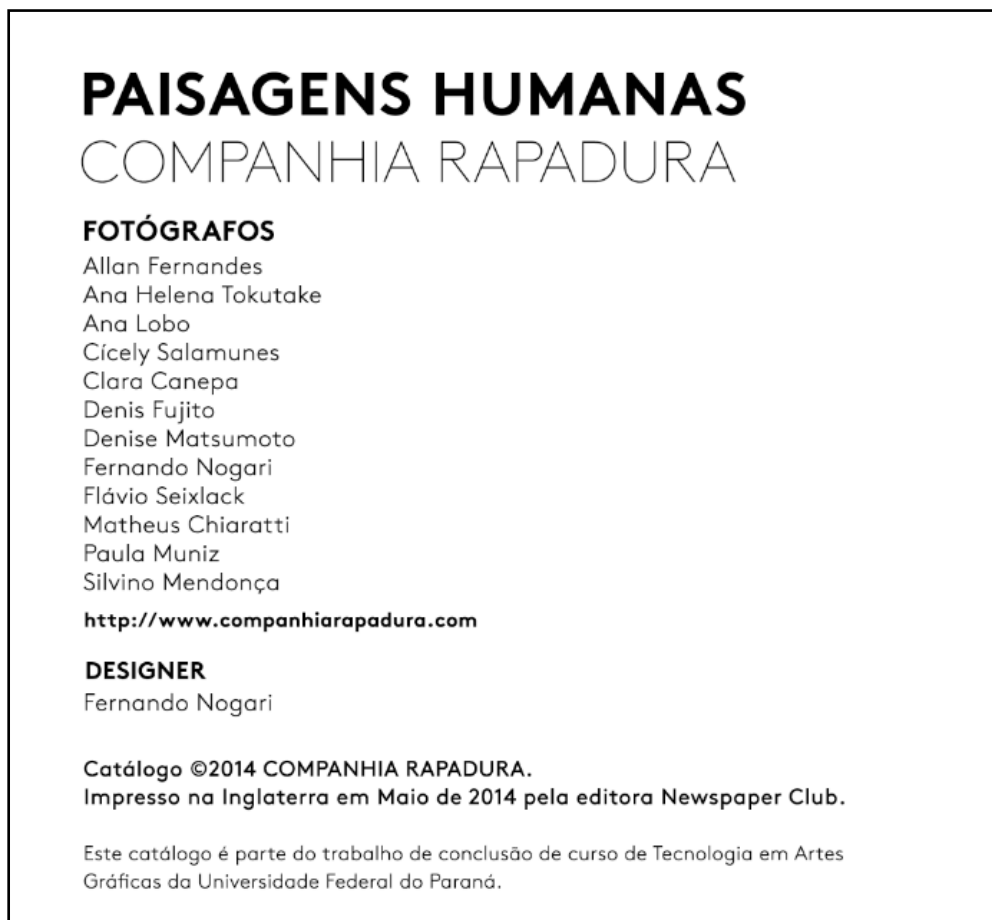 PAISAGENS HUMANAS
COMPANHIA RAPADURA
FOTÓGRAFOS
Allan Fernandes
Ana Helena Tokutake
Ana Lobo
Cícely Salamunes
Clara Canepa
Denis Fujito
Denise Matsumoto
Fernando Nogari
Flávio Seixlack
Matheus Chiaratti
Paula Muniz
Silvino Mendonça
http://www.companhiarapadura.com
DESIGNER
Fernando Nogari
Catálogo ©2014 COMPANHIA RAPADURA.
Impresso na Inglaterra em Maio de 2014 pela editora Newspaper Club.
Este catálogo é parte do trabalho de conclusão de curso de Tecnologia em Artes
Gráficas da Universidade Federal do Paraná.